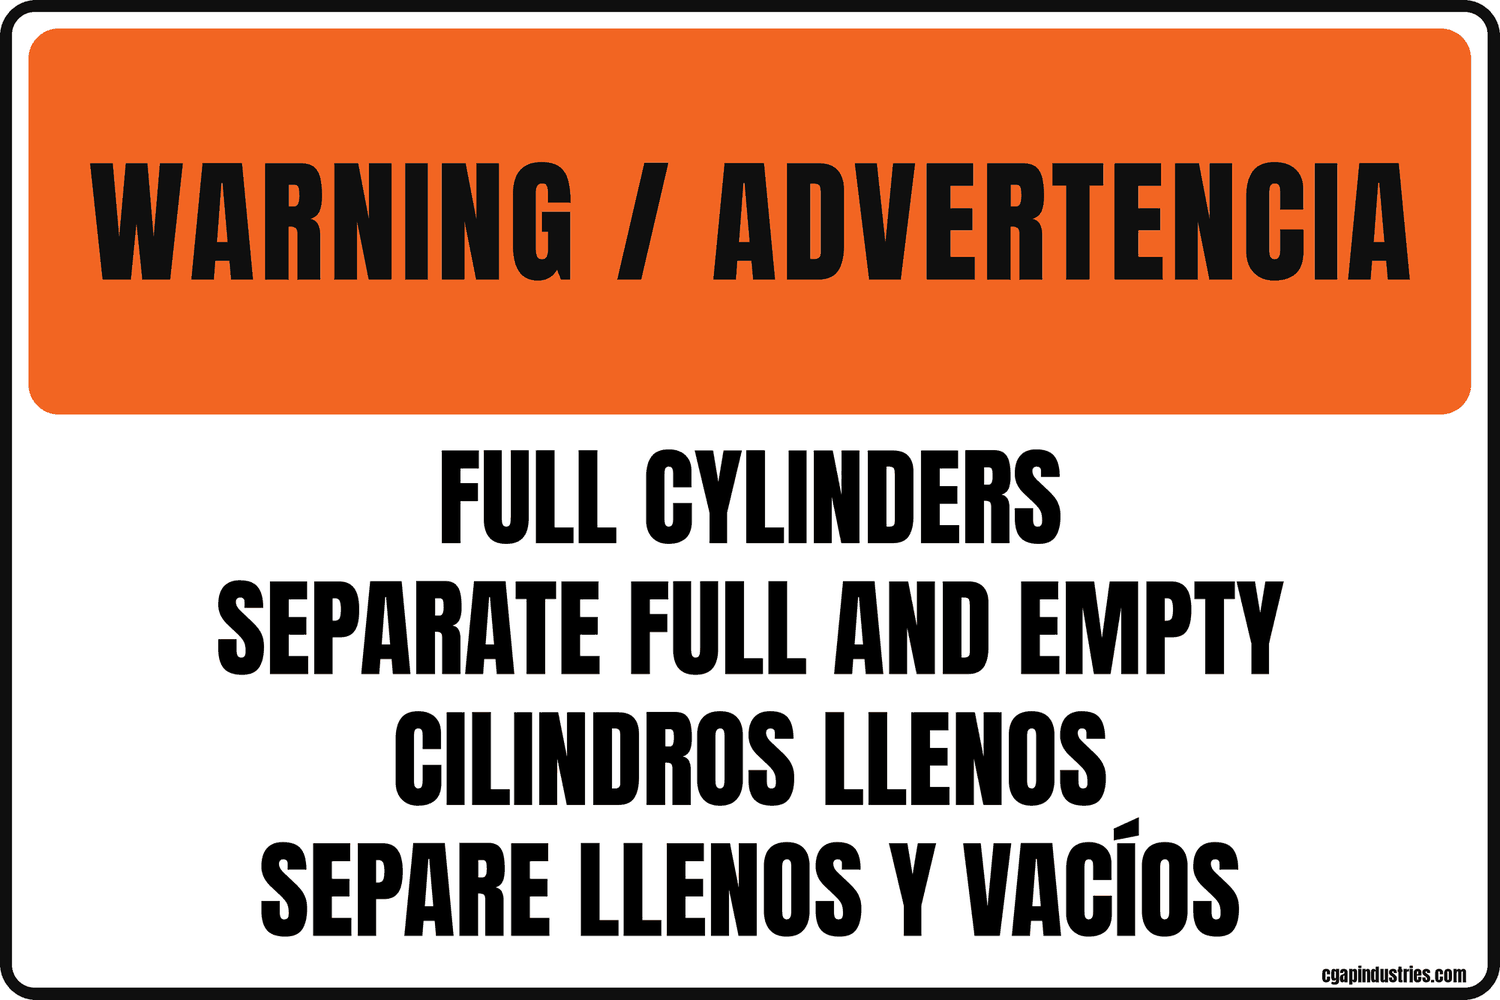 WARNING / ADVERTENCIA
FULL CYLINDERS
SEPARATE FULL AND EMPTY
CILINDROS LLENOS
SEPARE LLENOS Y VACÍOS
cgapindustries.com